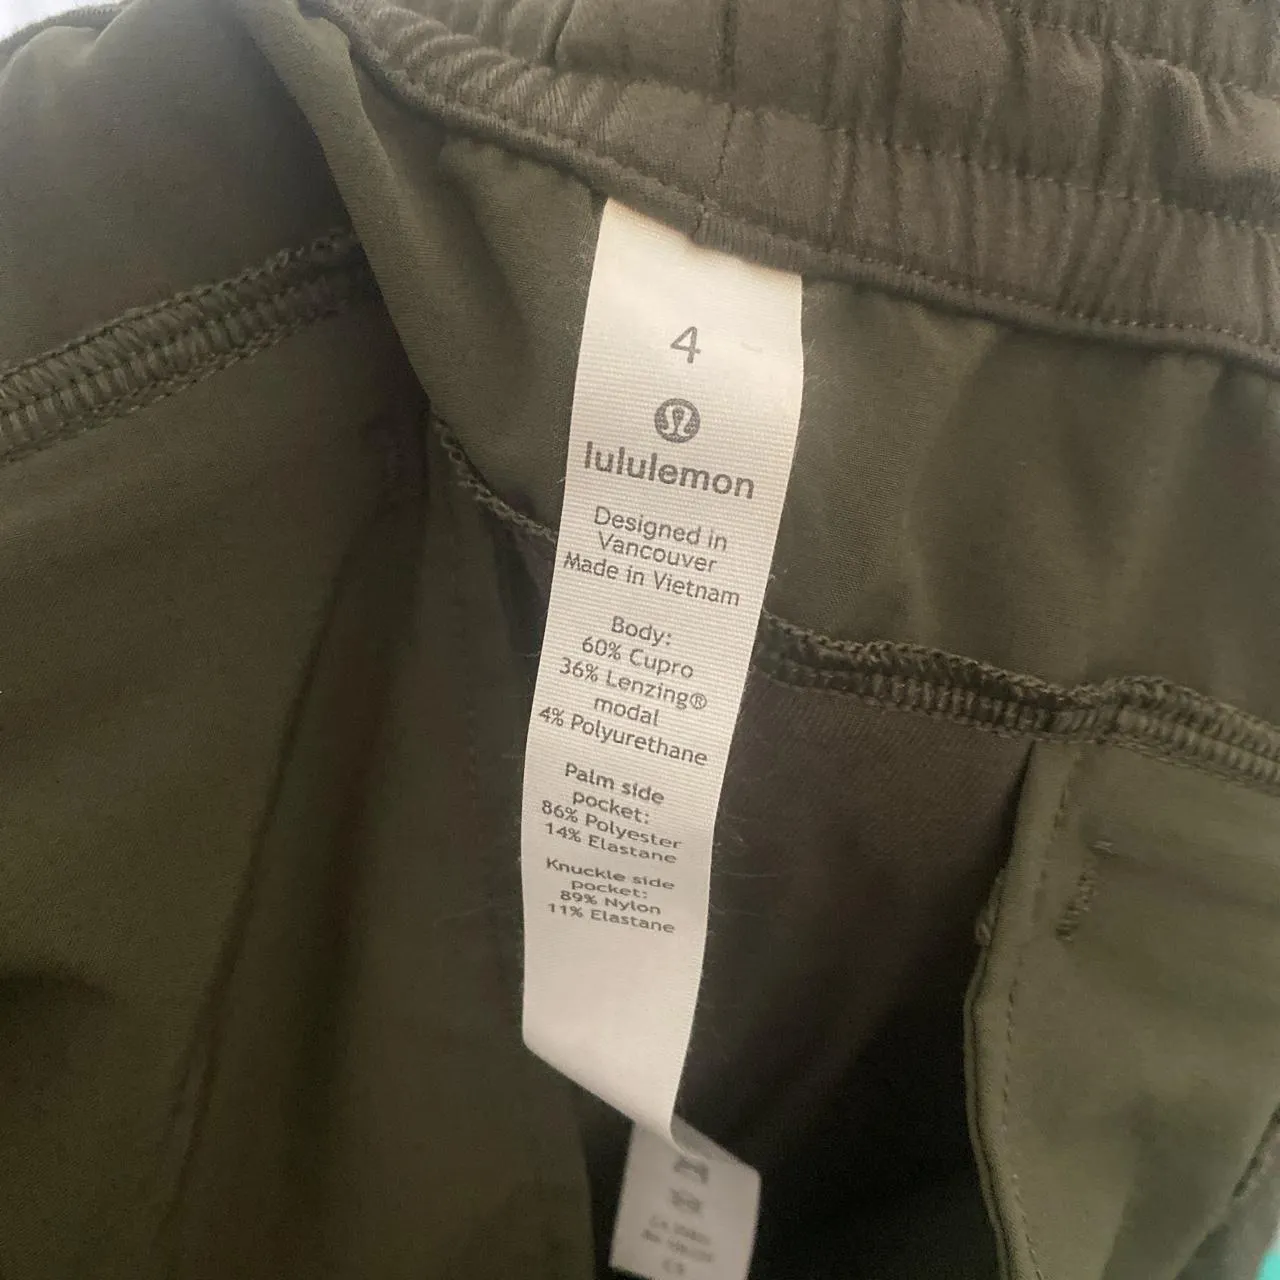 4
lululemon
Designed in
Vancouver
Made in Vietnam
Body:
60% Cupro
36% Lenzing®
modal
4% Polyurethane
Palm side
pocket:
86% Polyester
14% Elastane
Knuckle side
pocket:
89% Nylon
11% Elastane